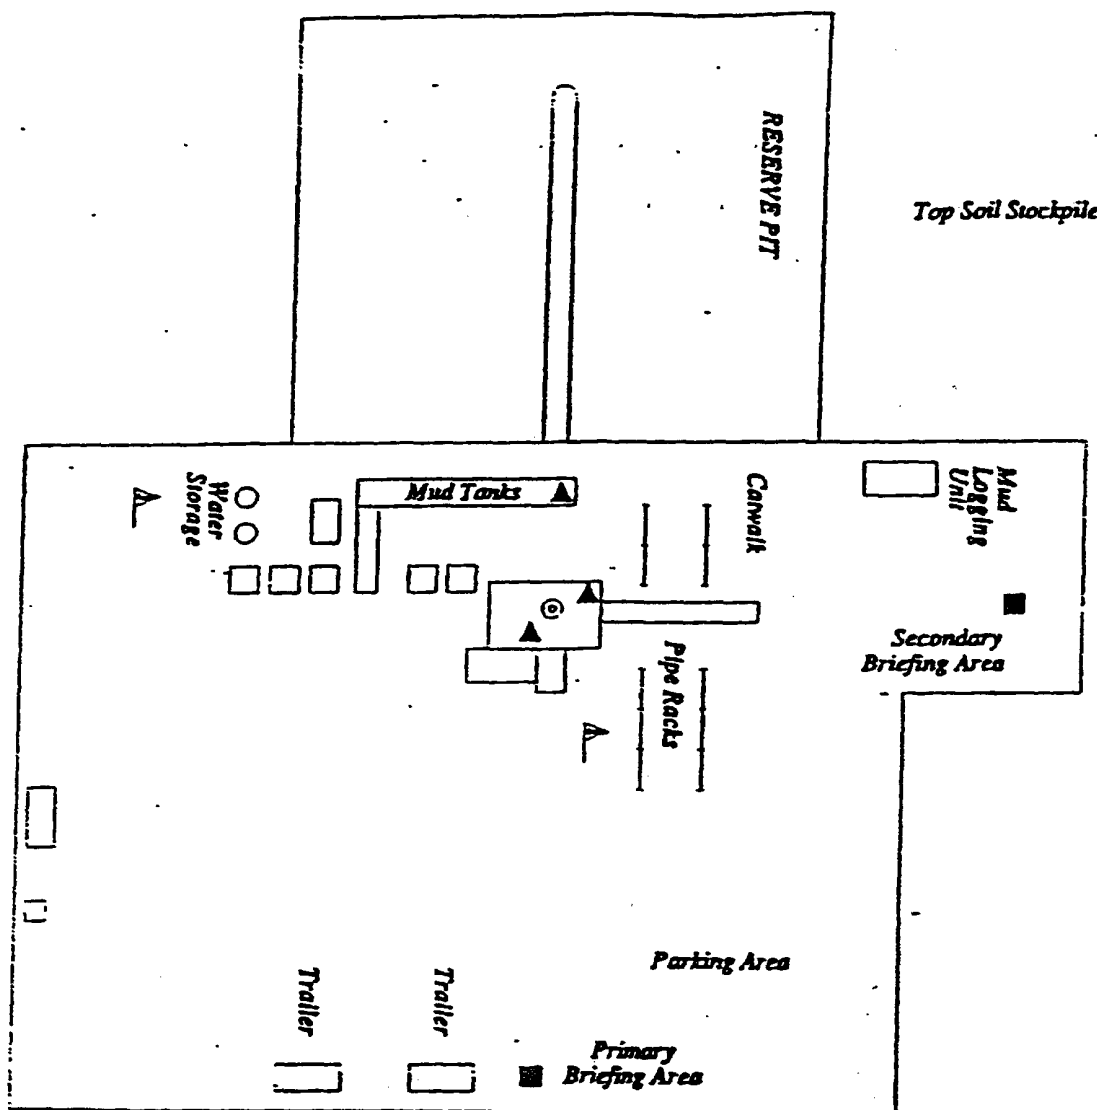 RESERVE PIT
Top Soil Stockpile
Water
Storage
Mud Tanks
Catwalk
Mud
Logging
Unit
Secondary
Briefing Area
Pipe Racks
Parking Area
Trailer
Trailer
Primary
Briefing Area